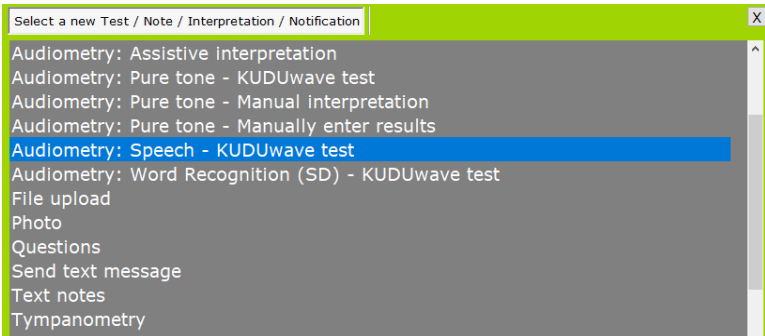 Select a new Test / Note / Interpretation / Notification
X
Audiometry: Assistive interpretation
Audiometry: Pure tone - KUDUwave test
Audiometry: Pure tone - Manual interpretation
Audiometry: Pure tone - Manually enter results
Audiometry: Speech - KUDUwave test
Audiometry: Word Recognition (SD) - KUDUwave test
File upload
Photo
Questions
Send text message
Text notes
Tympanometry